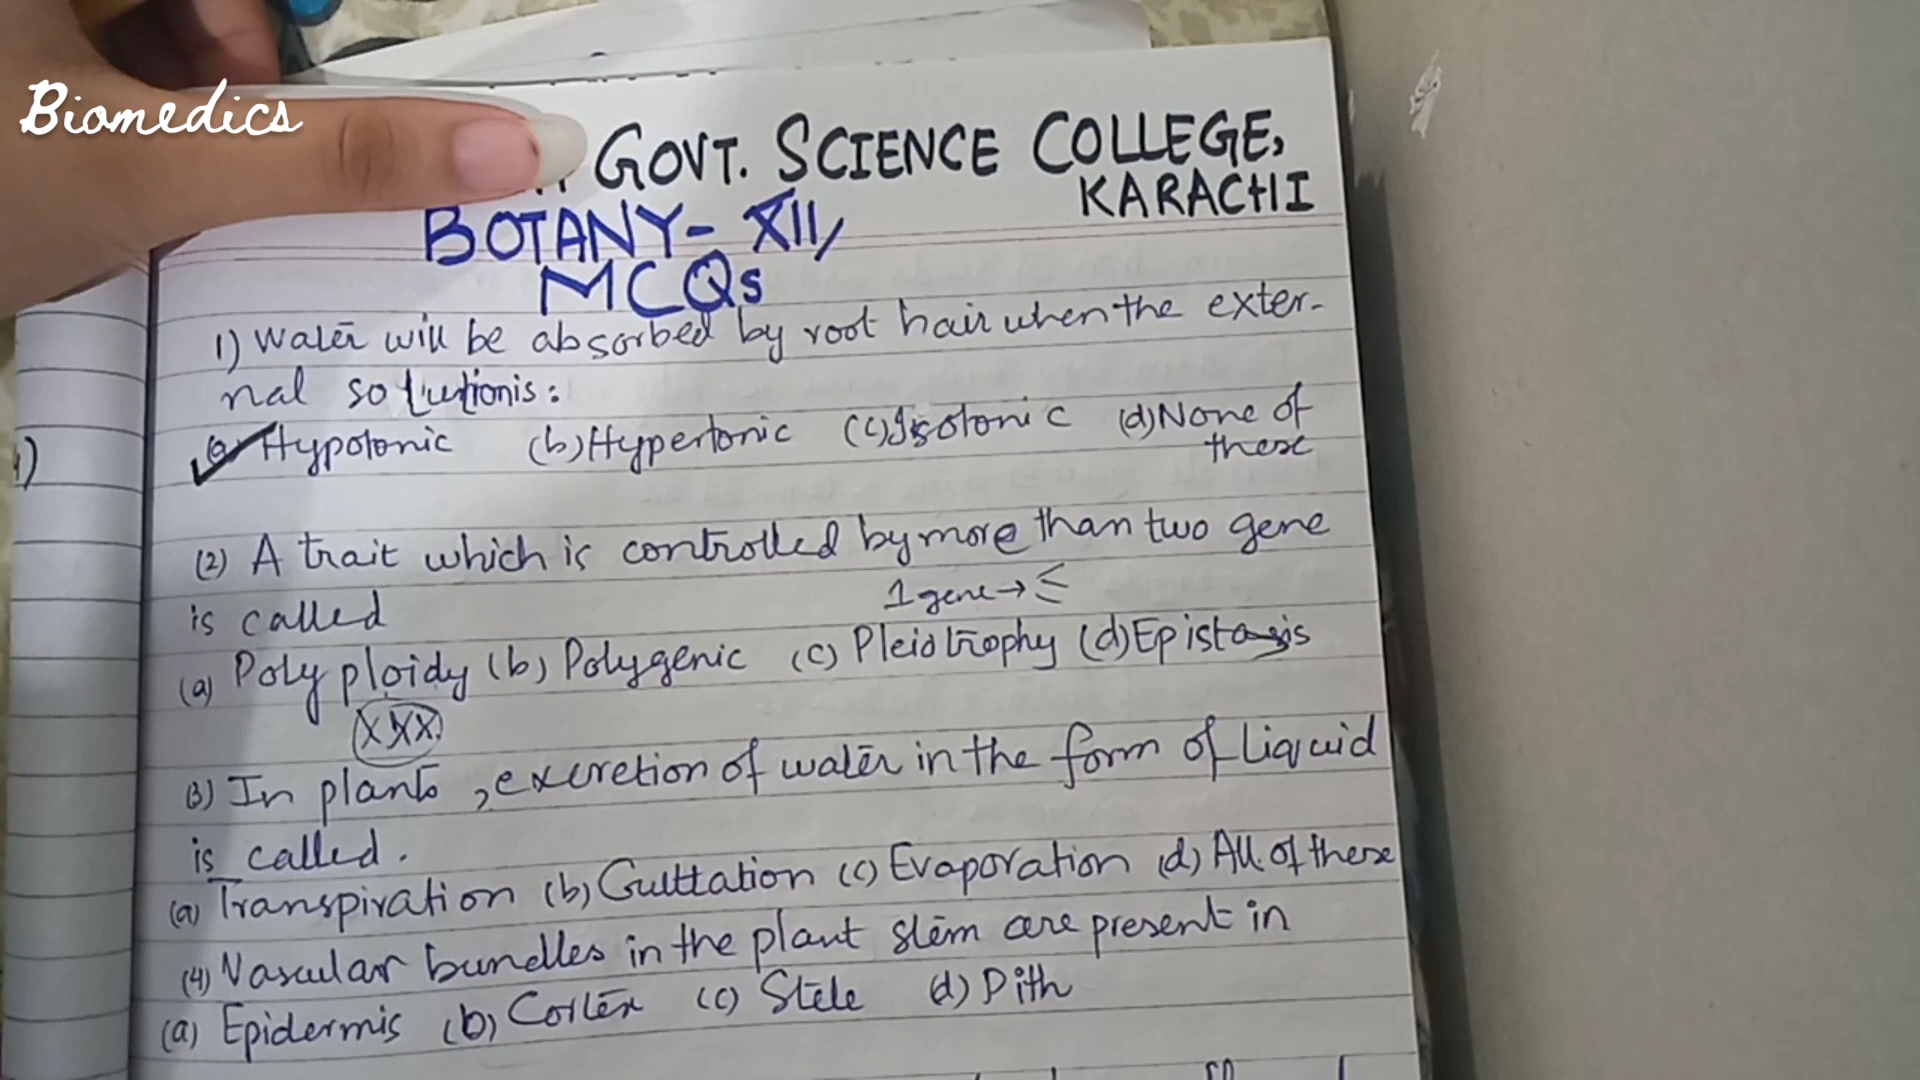 Biomedics
GOVT. SCIENCE COLLEGE,
KARACHI
BOTANY- XII,
MCQs
1) Water will be absorbed by root hair when the exter-
nal solutionis:
(a) Hypotonic (b) Hypertonic (c) Isotonic (d) None of
these
(2) A trait which is controlled by more than two gene
is called
1 gene →
(a) Poly ploidy (b) Polygenic (c) Pleiotrophy (d) Epistasis
XXX
(3) In plants, excretion of water in the form of Liquid
is called.
(a) Transpiration (b) Guttation (c) Evaporation (d) All of these
(4) Vascular bundles in the plant stem are present in
(a) Epidermis (b) Cortex (c) Stele (d) Pith